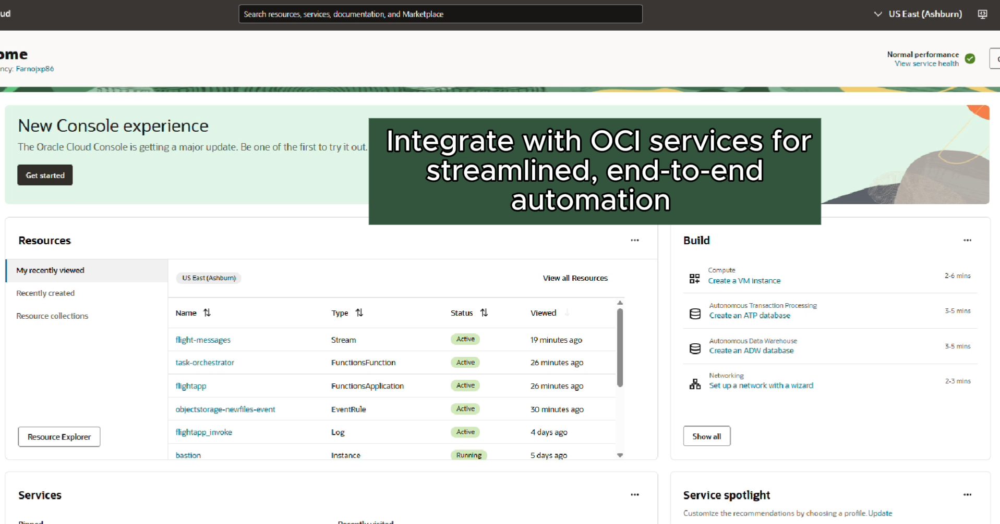 ud
Search resources, services, documentation, and Marketplace
US East (Ashburn)
ome
ncy: Farnojxp86
Normal performance
View service health
New Console experience
The Oracle Cloud Console is getting a major update. Be one of the first to try it out.
Get started
Integrate with OCI services for
streamlined, end-to-end
automation
Resources
My recently viewed
Recently created
Resource collections
Resource Explorer
US East (Ashburn)
View all Resources
Name Type Status Viewed
flight-messages Stream Active 19 minutes ago
task-orchestrator FunctionsFunction Active 26 minutes ago
flightapp FunctionsApplication Active 26 minutes ago
objectstorage-newfiles-event EventRule Active 30 minutes ago
flightapp_invoke Log Active 4 days ago
bastion Instance Running 5 days ago
Build
Compute
Create a VM instance 2-6 mins
Autonomous Transaction Processing
Create an ATP database 3-5 mins
Autonomous Data Warehouse
Create an ADW database 3-5 mins
Networking
Set up a network with a wizard 2-3 mins
Show all
Services
Pinned Recently visited
Service spotlight
Customize the recommendations by choosing a profile. Update